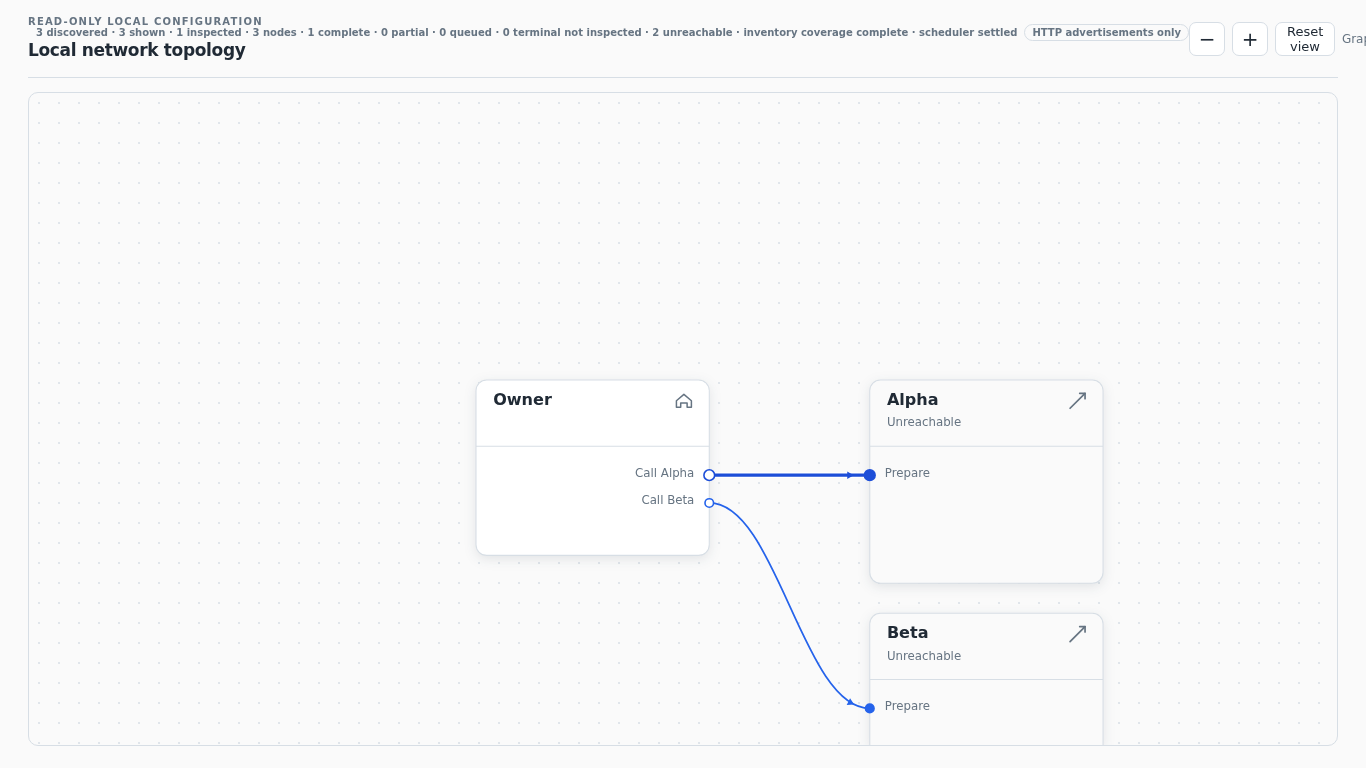 READ-ONLY LOCAL CONFIGURATION
3 discovered · 3 shown · 1 inspected · 3 nodes · 1 complete · 0 partial · 0 queued · 0 terminal not inspected · 2 unreachable · inventory coverage complete · scheduler settled
HTTP advertisements only
Local network topology
−
+
Reset
view
Owner
Call Alpha
Call Beta
Alpha
Unreachable
Prepare
Beta
Unreachable
Prepare